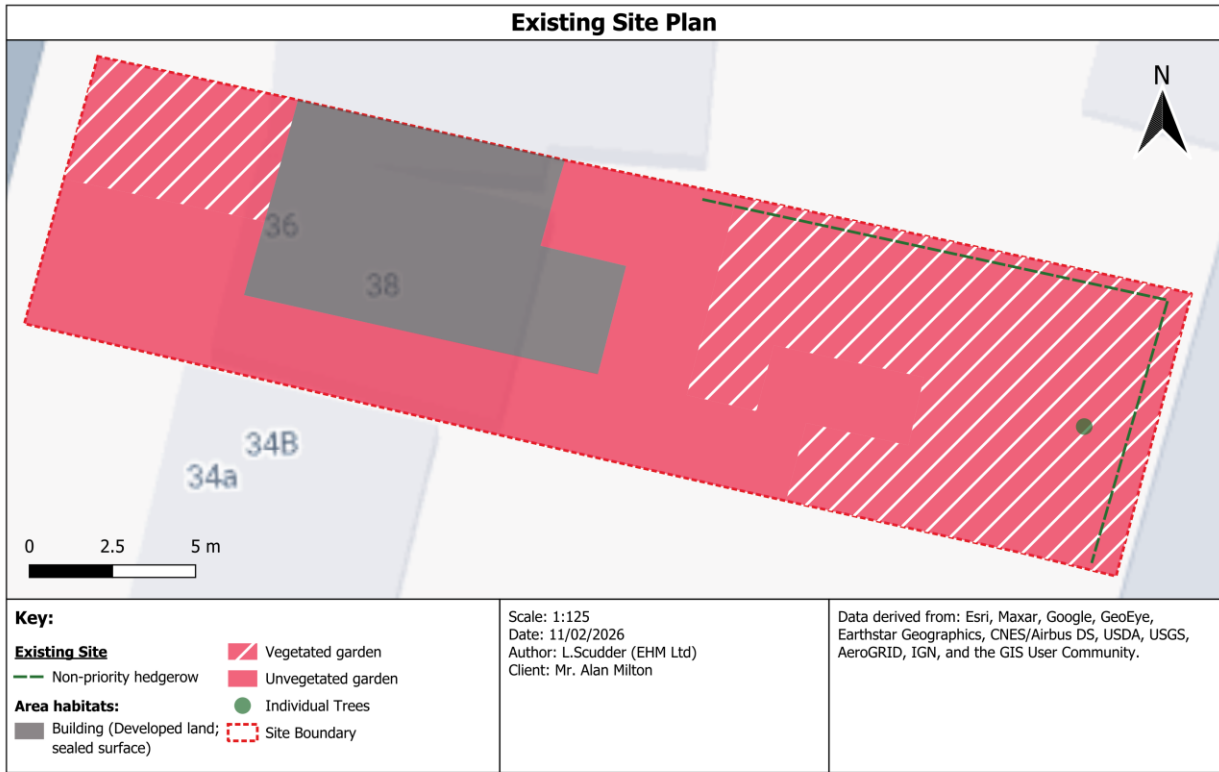 Existing Site Plan
N
36
38
34B
34a
0 2.5 5 m
Key:
Existing Site
Non-priority hedgerow
Area habitats:
Building (Developed land;
sealed surface)
Vegetated garden
Unvegetated garden
Individual Trees
Site Boundary
Scale: 1:125
Date: 11/02/2026
Author: L.Scudder (EHM Ltd)
Client: Mr. Alan Milton
Data derived from: Esri, Maxar, Google, GeoEye,
Earthstar Geographics, CNES/Airbus DS, USDA, USGS,
AeroGRID, IGN, and the GIS User Community.